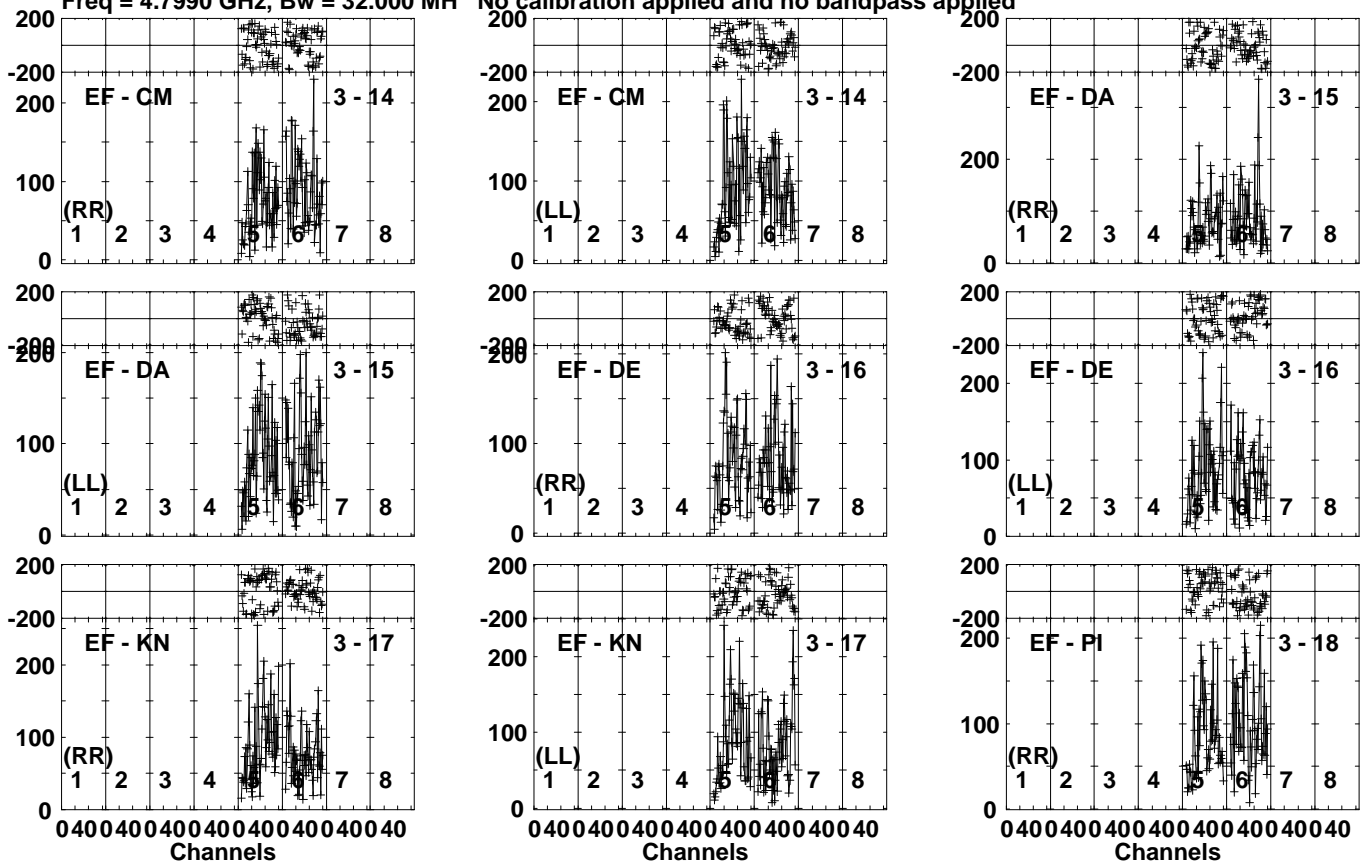 Freq = 4.7990 GHz, Bw = 32.000 MH No calibration applied and no bandpass applied
200 200 200
-200 -200 -200
EF - CM 3 - 14 EF - CM 3 - 14 EF - DA 3 - 15
200 200 200
100 100
(RR) (LL) (RR)
1 2 3 4 5 6 7 8 1 2 3 4 5 6 7 8 1 2 3 4 5 6 7 8
0 0 0
200 200 200
-200 -200 -200
200 200
EF - DA 3 - 15 EF - DE 3 - 16 EF - DE 3 - 16
200
100 100 100
(LL) (RR) (LL)
1 2 3 4 5 6 7 8 1 2 3 4 5 6 7 8 1 2 3 4 5 6 7 8
0 0 0
200 200 200
-200 -200 -200
EF - KN 3 - 17 EF - KN 3 - 17 EF - PI 3 - 18
200 200 200
100 100 100
(RR) (LL) (RR)
1 2 3 4 5 6 7 8 1 2 3 4 5 6 7 8 1 2 3 4 5 6 7 8
0 0 0
0 40 0 40 0 40 0 40 0 40 0 40 0 40 0 40 0 40 0 40 0 40 0 40 0 40 0 40 0 40 0 40 0 40 0 40 0 40 0 40 0 40 0 40 0 40 0 40
Channels Channels Channels